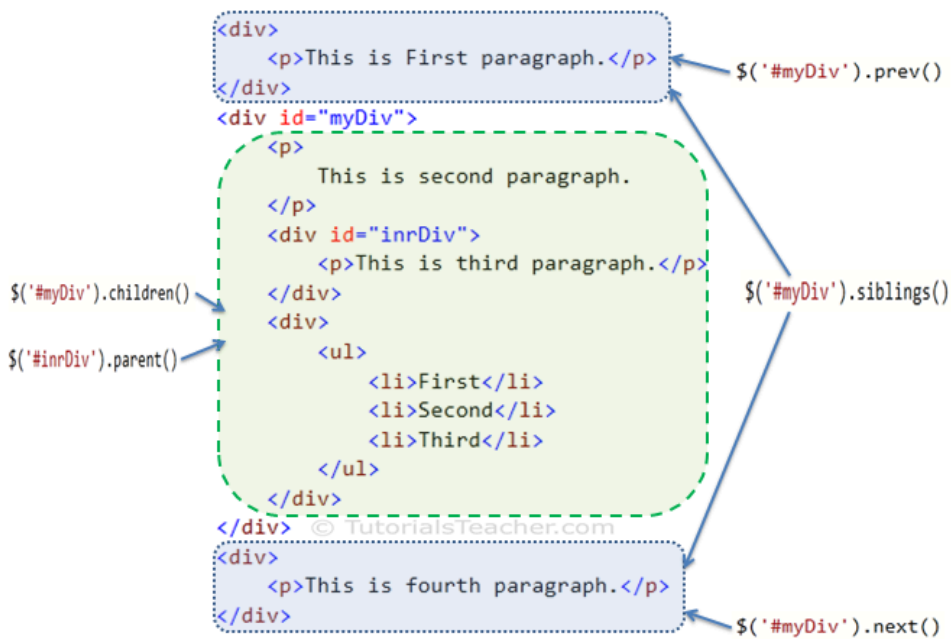 <div>
<p>This is First paragraph.</p>
$('#myDiv').prev()
</div>
<div id="myDiv">
<p>
This is second paragraph.
</p>
<div id="inrDiv">
<p>This is third paragraph.</p>
$('#myDiv').children()
</div>
$('#myDiv').siblings()
<div>
$('#inrDiv').parent()
<ul>
<li>First</li>
<li>Second</li>
<li>Third</li>
</ul>
</div>
</div> © TutorialsTeacher.com
<div>
<p>This is fourth paragraph.</p>
</div>
$('#myDiv').next()